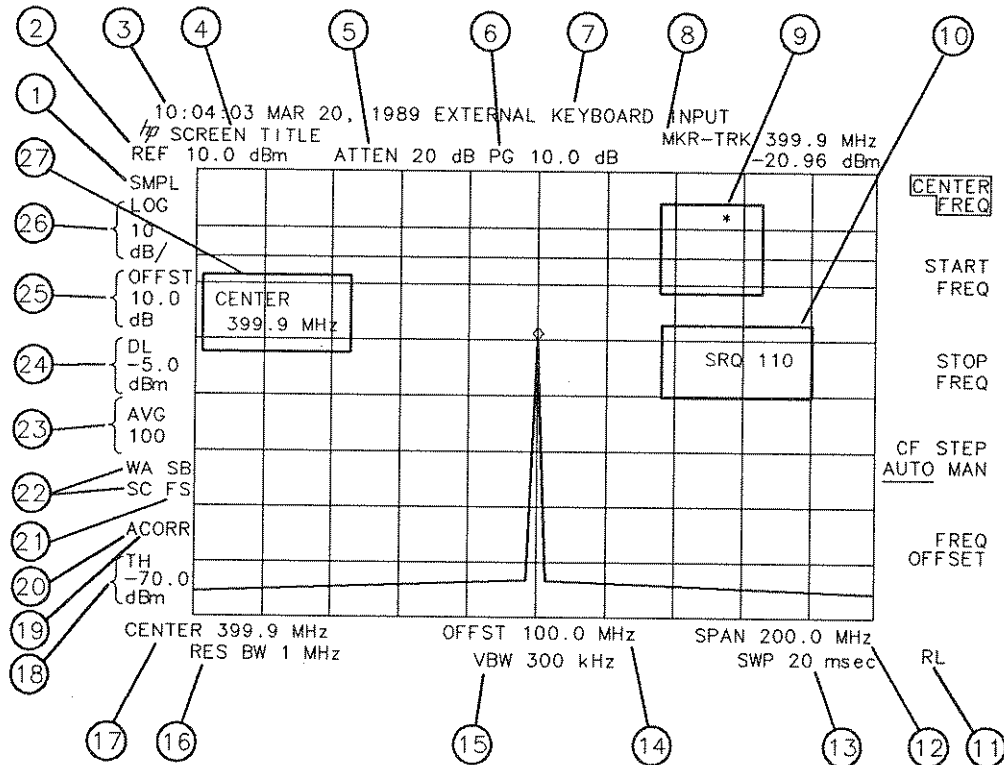 2 3 4 5 6 7 8 9 10
1
10:04:03 MAR 20, 1989 EXTERNAL KEYBOARD INPUT
hp SCREEN TITLE
MKR-TRK 399.9 MHz
REF 10.0 dBm ATTEN 20 dB PG 10.0 dB
-20.96 dBm
27
SMPL
CENTER
FREQ
*
26
LOG
10
dB/
START
FREQ
25
OFFST
10.0
dB
CENTER
399.9 MHz
SRQ 110
24
DL
-5.0
dBm
STOP
FREQ
23
AVG
100
22
WA SB
SC FS
CF STEP
AUTO MAN
21
ACORR
20
FREQ
OFFSET
TH
-70.0
dBm
19
18
CENTER 399.9 MHz OFFST 100.0 MHz SPAN 200.0 MHz
RES BW 1 MHz VBW 300 kHz SWP 20 msec RL
17 16 15 14 13 12 11